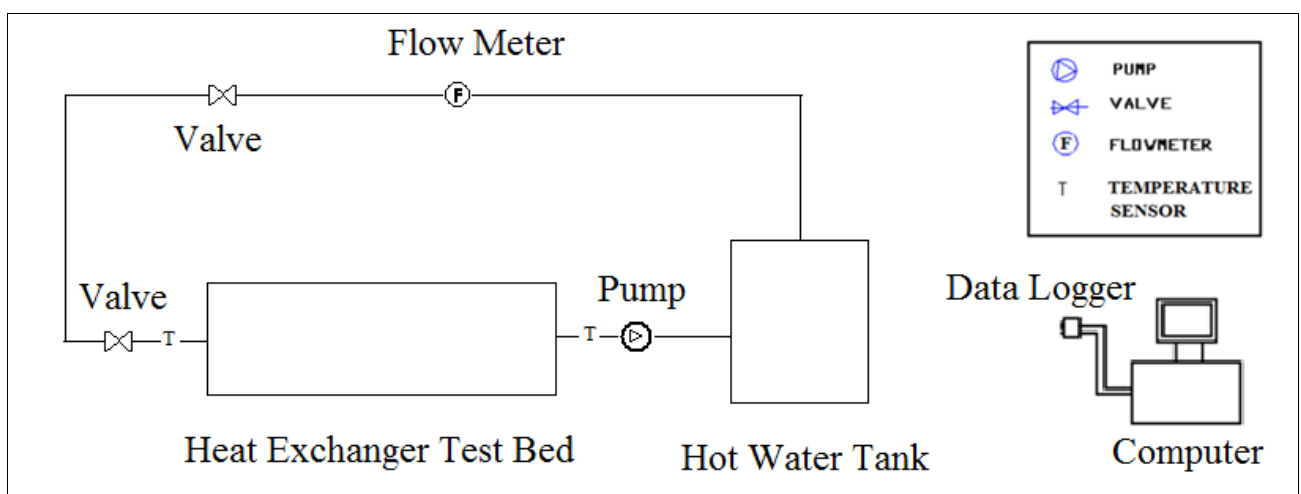 Flow Meter
F
Valve
Valve
T
Heat Exchanger Test Bed
T
Pump
Hot Water Tank
PUMP
VALVE
F FLOWMETER
T TEMPERATURE
SENSOR
Data Logger
Computer